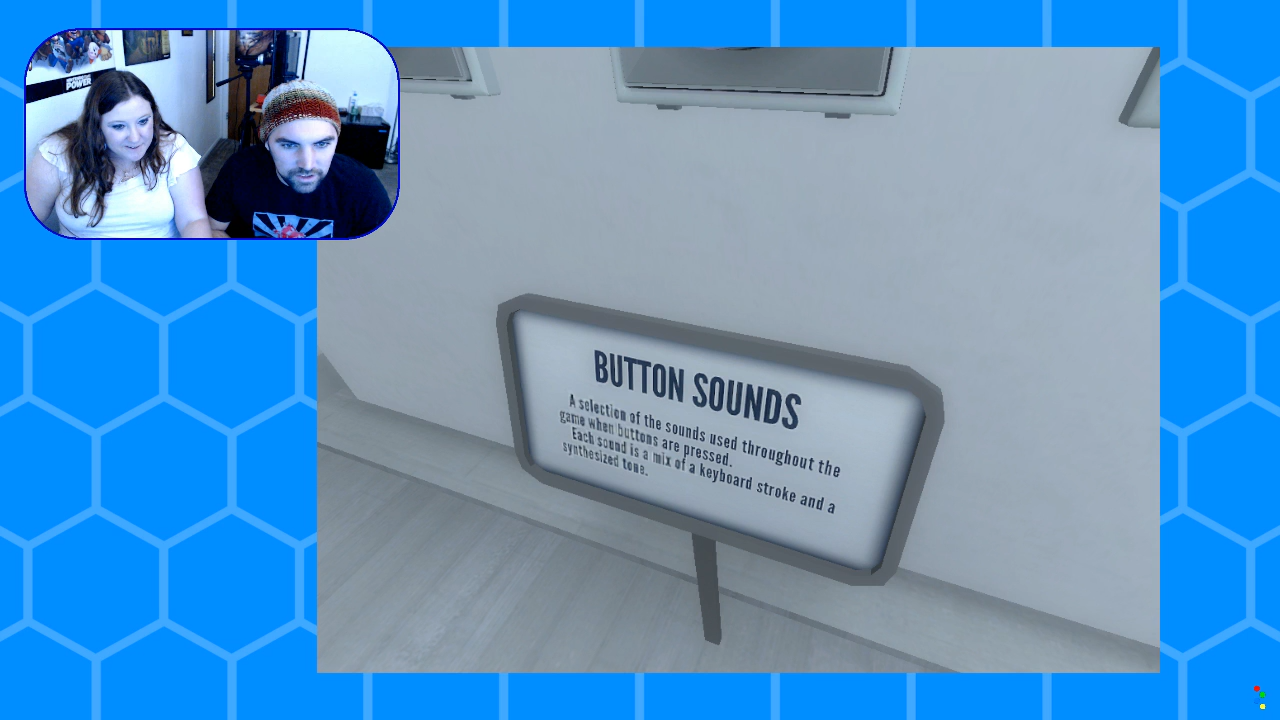 POWER
BUTTON SOUNDS
A selection of the sounds used throughout the
game when buttons are pressed.
Each sound is a mix of a keyboard stroke and a
synthesized tone.